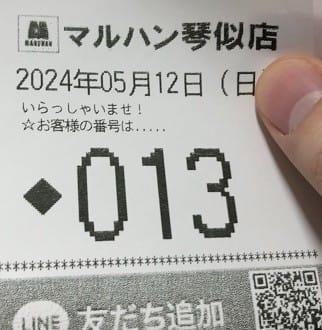 MARUHAN マルハン琴似店
2024年05月12日（日
いらっしゃいませ！
☆お客様の番号は.....
◆013
********************************
LINE 友だち追加